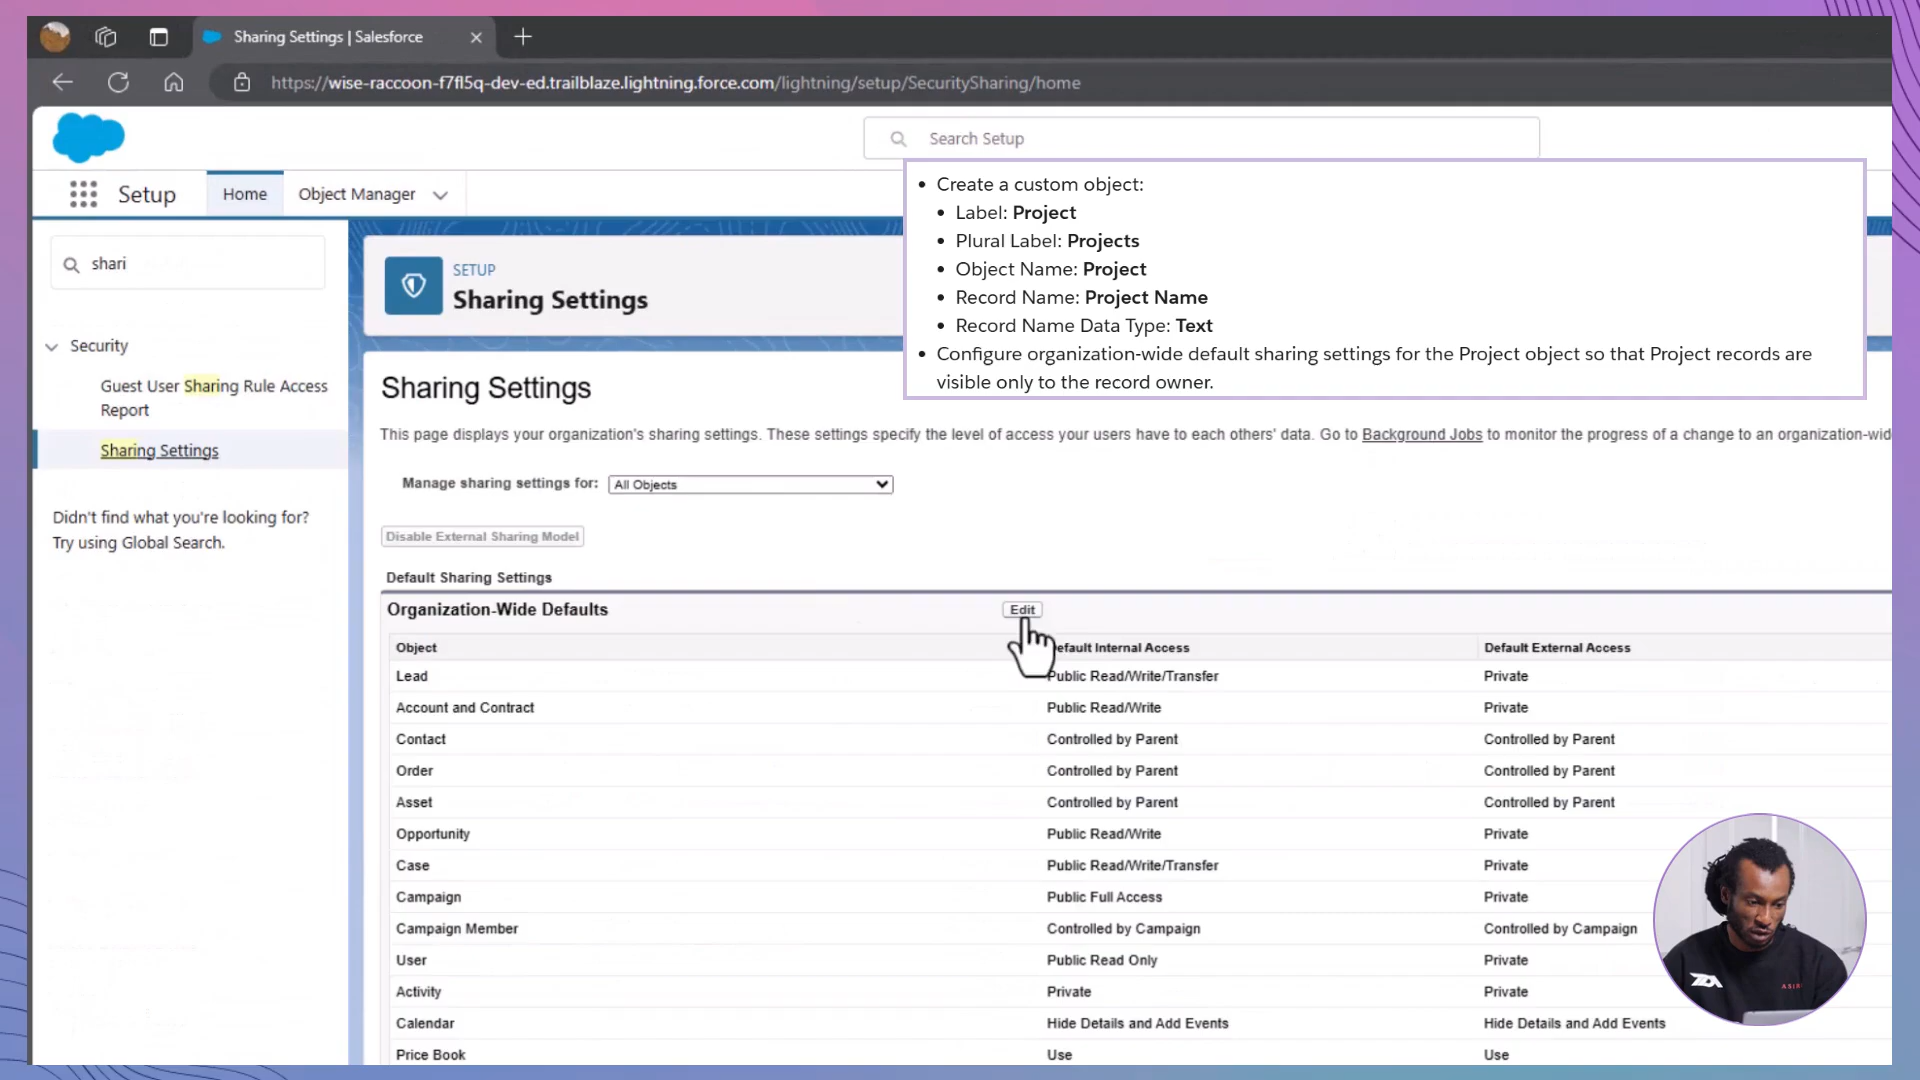 Sharing Settings | Salesforce
https://wise-raccoon-f7fl5q-dev-ed.trailblaze.lightning.force.com/lightning/setup/SecuritySharing/home
Search Setup
Setup
Home
Object Manager
• Create a custom object:
• Label: Project
• Plural Label: Projects
• Object Name: Project
• Record Name: Project Name
• Record Name Data Type: Text
• Configure organization-wide default sharing settings for the Project object so that Project records are
visible only to the record owner.
shari
Security
Guest User Sharing Rule Access
Report
Sharing Settings
Didn't find what you're looking for?
Try using Global Search.
SETUP
Sharing Settings
Sharing Settings
This page displays your organization's sharing settings. These settings specify the level of access your users have to each others' data. Go to Background Jobs to monitor the progress of a change to an organization-wid
Manage sharing settings for: All Objects
Disable External Sharing Model
Default Sharing Settings
Organization-Wide Defaults Edit
Object efault Internal Access Default External Access
Lead Public Read/Write/Transfer Private
Account and Contract Public Read/Write Private
Contact Controlled by Parent Controlled by Parent
Order Controlled by Parent Controlled by Parent
Asset Controlled by Parent Controlled by Parent
Opportunity Public Read/Write Private
Case Public Read/Write/Transfer Private
Campaign Public Full Access Private
Campaign Member Controlled by Campaign Controlled by Campaign
User Public Read Only Private
Activity Private Private
Calendar Hide Details and Add Events Hide Details and Add Events
Price Book Use Use